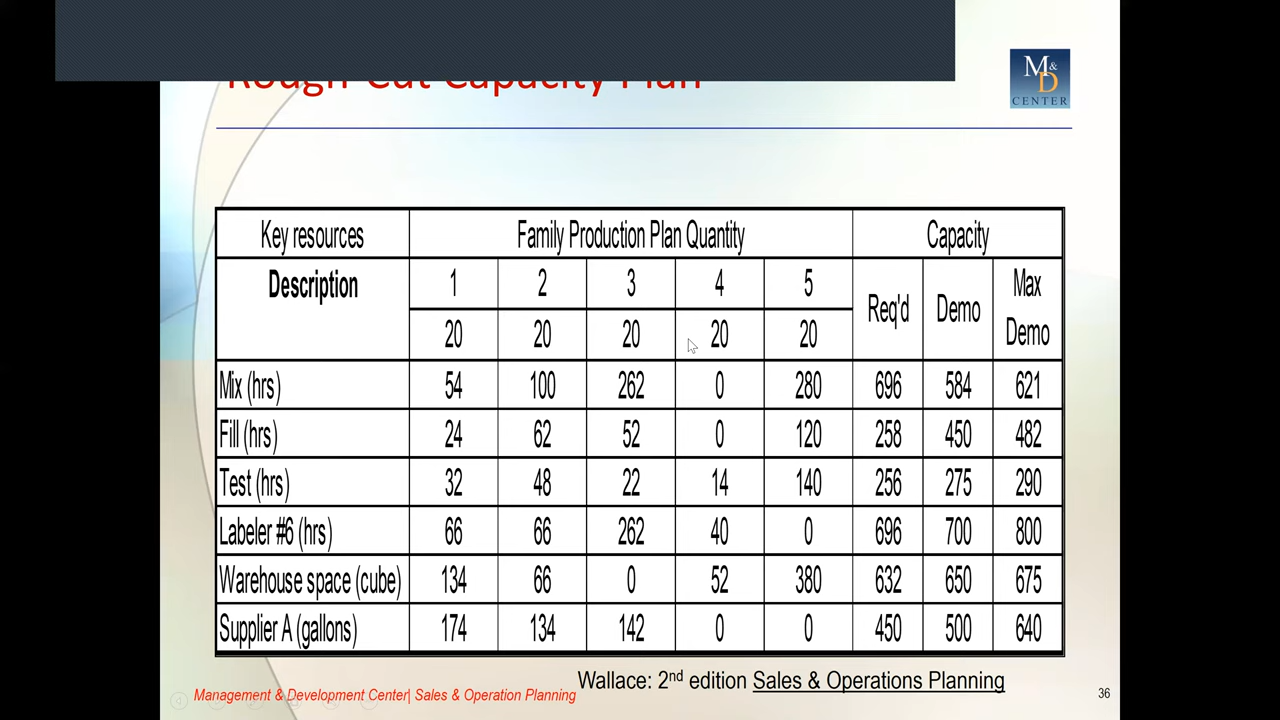 Rough Cut Capacity Plan
M&D
CENTER
Key resources Family Production Plan Quantity Capacity
Description 1 2 3 4 5 Req'd Demo Max Demo
20 20 20 20 20
Mix (hrs) 54 100 262 0 280 696 584 621
Fill (hrs) 24 62 52 0 120 258 450 482
Test (hrs) 32 48 22 14 140 256 275 290
Labeler #6 (hrs) 66 66 262 40 0 696 700 800
Warehouse space (cube) 134 66 0 52 380 632 650 675
Supplier A (gallons) 174 134 142 0 0 450 500 640
Wallace: 2nd edition Sales & Operations Planning
Management & Development Center| Sales & Operation Planning 36